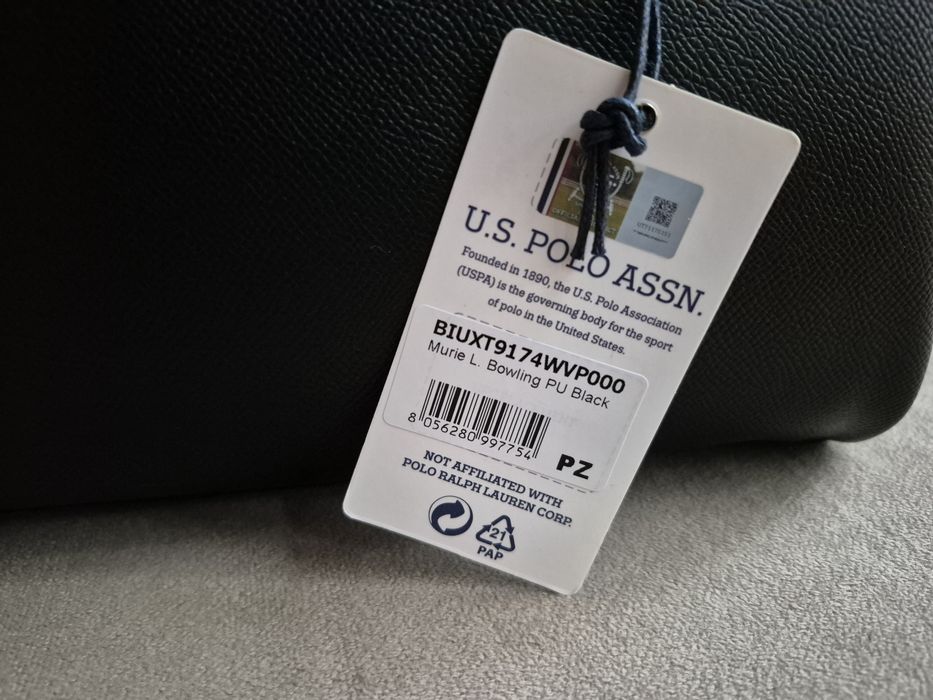 U.S. POLO ASSN.
Founded in 1890, the U.S. Polo Association
(USPA) is the governing body for the sport
of polo in the United States.
BIUXT9174WVP000
Murie L. Bowling PU Black
8 056280 997754
PZ
NOT AFFILIATED WITH
POLO RALPH LAUREN CORP.
21
PAP